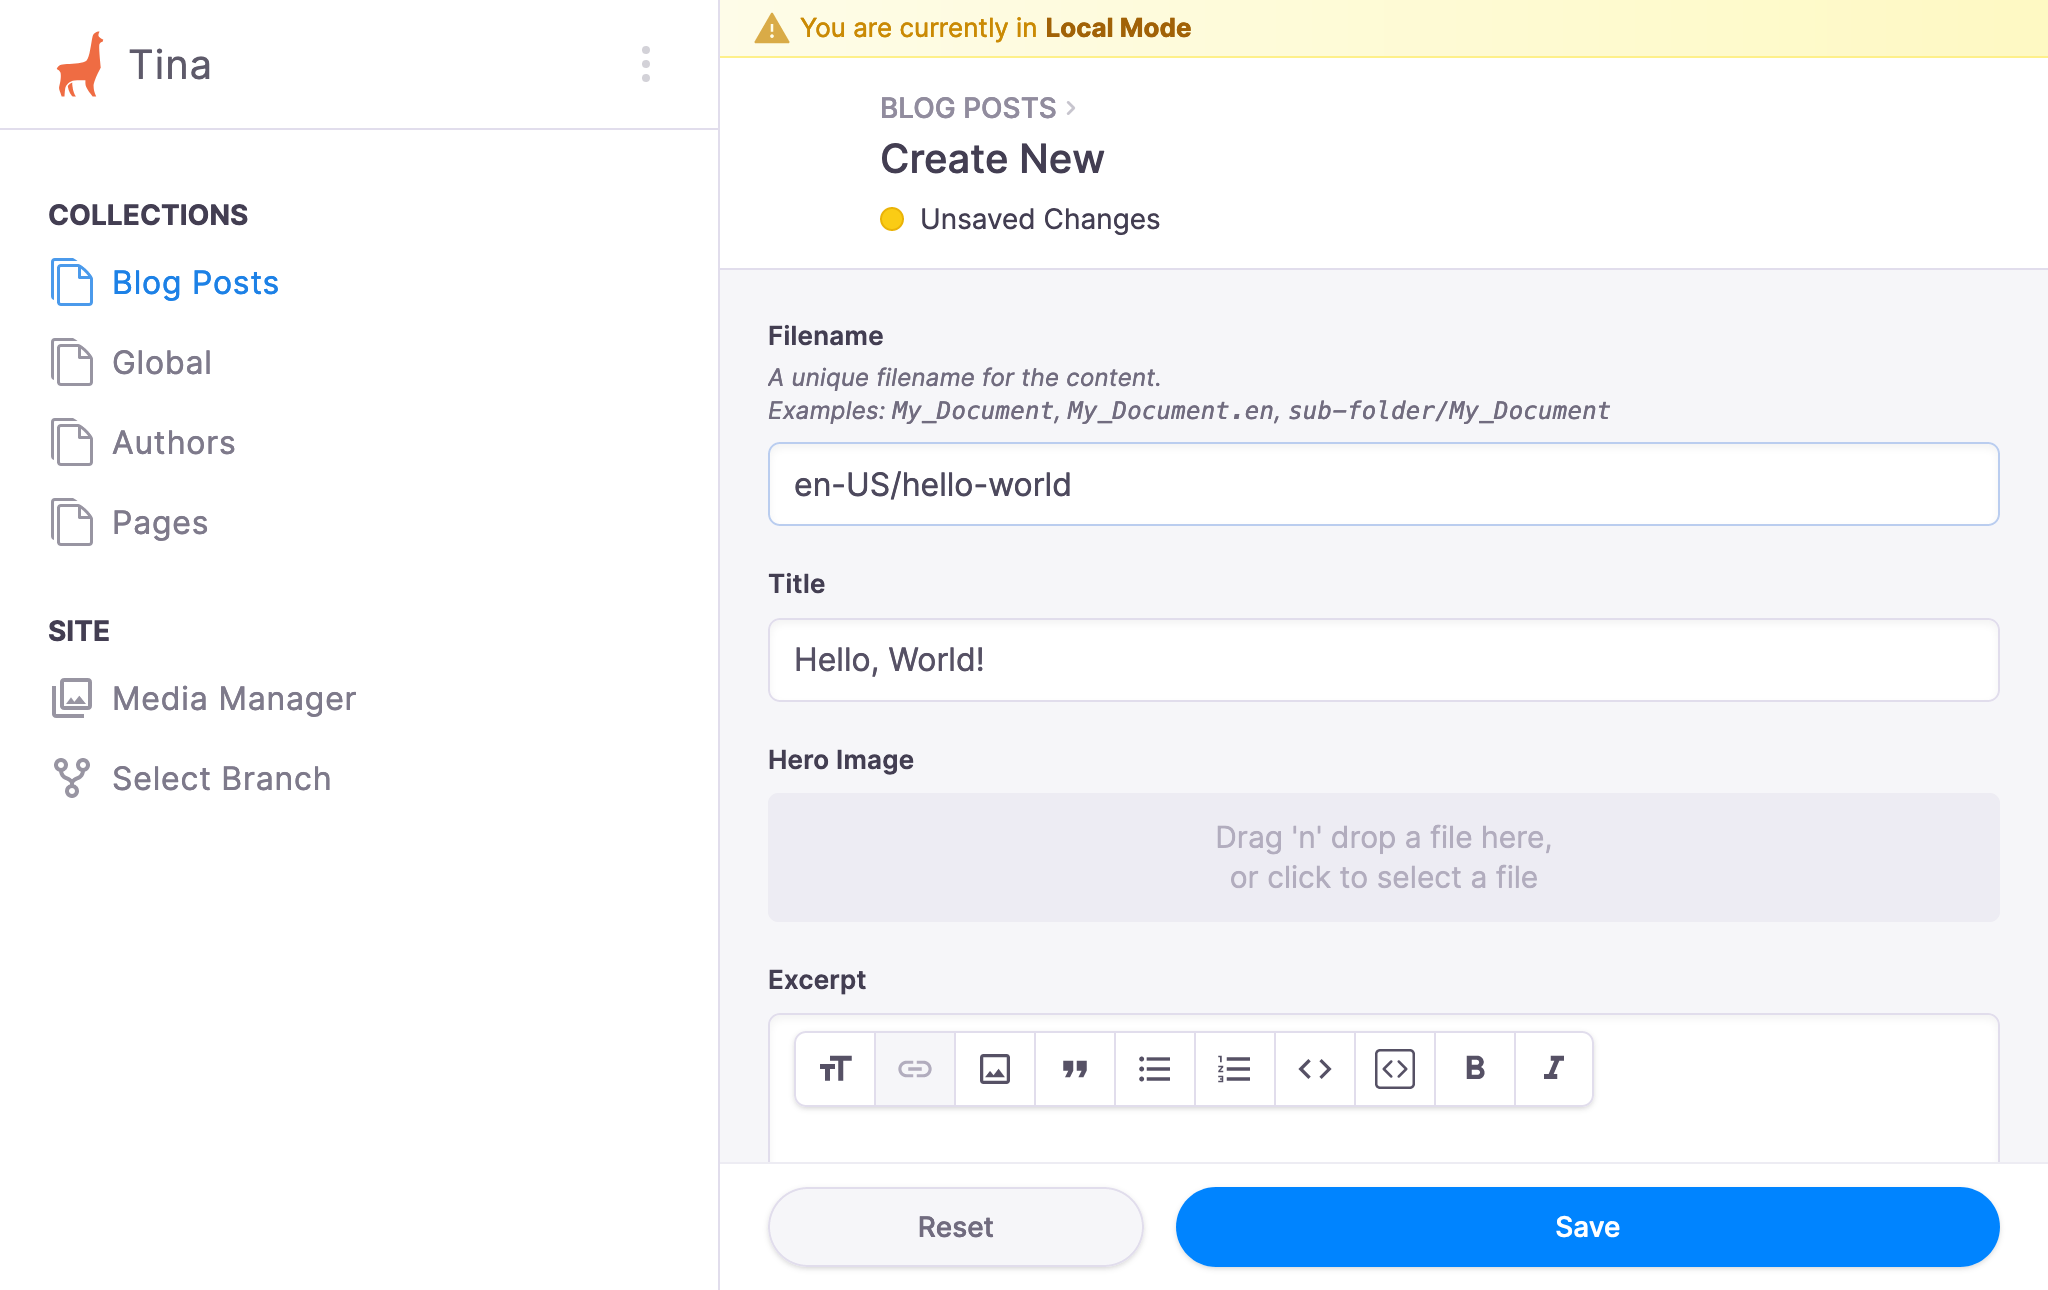 Tina
COLLECTIONS
Blog Posts
Global
Authors
Pages
SITE
Media Manager
Select Branch
You are currently in Local Mode
BLOG POSTS
Create New
Unsaved Changes
Filename
A unique filename for the content.
Examples: My_Document, My_Document.en, sub-folder/My_Document
en-US/hello-world
Title
Hello, World!
Hero Image
Drag 'n' drop a file here,
or click to select a file
Excerpt
Reset
Save